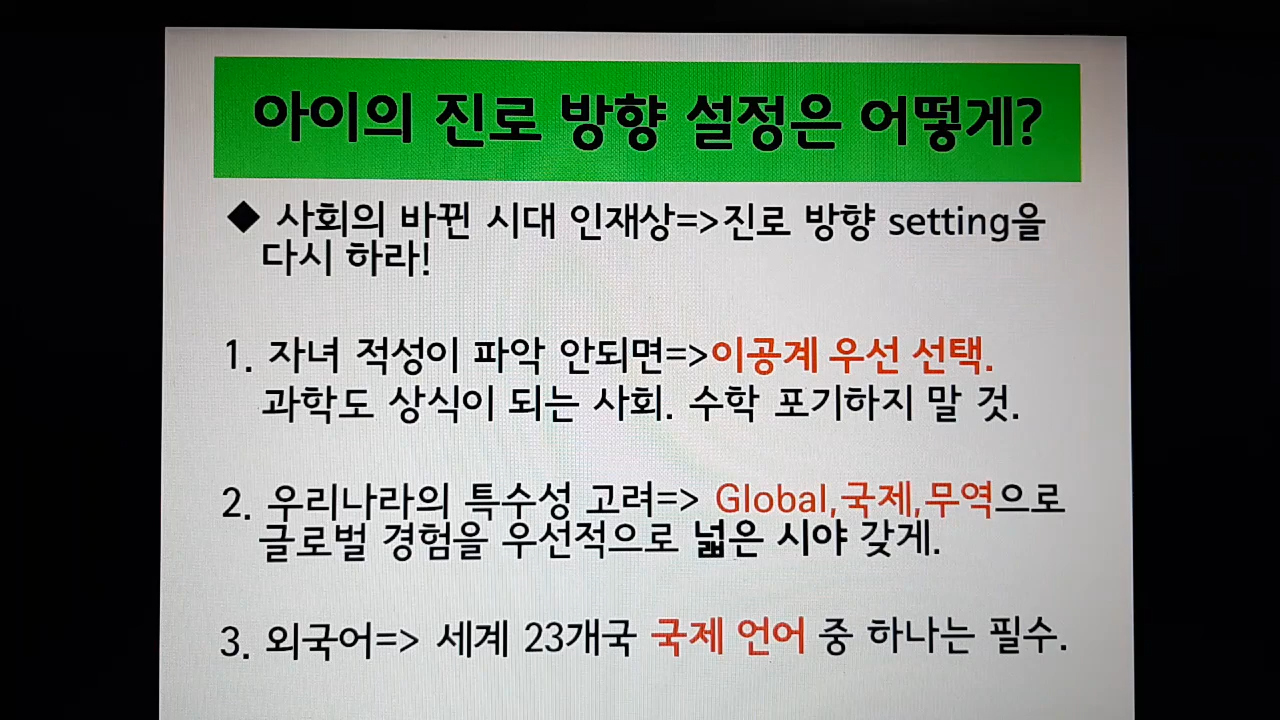 아이의 진로 방향 설정은 어떻게?
◆ 사회의 바뀐 시대 인재상=>진로 방향 setting을
다시 하라!
1. 자녀 적성이 파악 안되면=>이공계 우선 선택.
과학도 상식이 되는 사회. 수학 포기하지 말 것.
2. 우리나라의 특수성 고려=> Global,국제,무역으로
글로벌 경험을 우선적으로 넓은 시야 갖게.
3. 외국어=> 세계 23개국 국제 언어 중 하나는 필수.